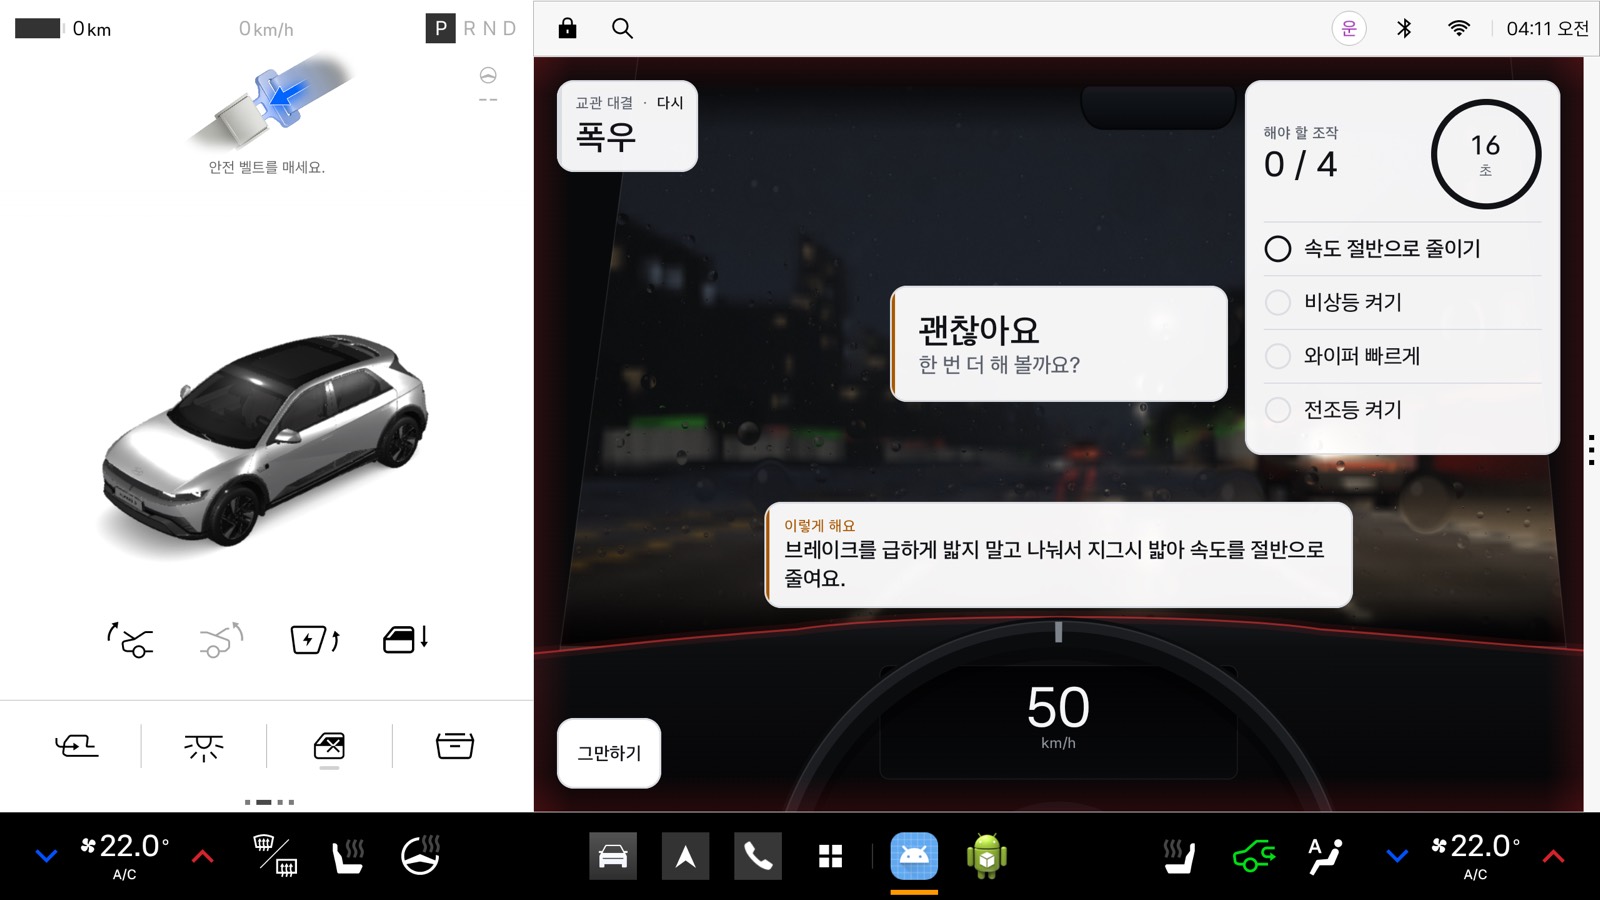 0 km
0 km/h
P R N D
안전 벨트를 매세요.
--
운
04:11 오전
교관 대결 · 다시
폭우
해야 할 조작
0 / 4
16
초
속도 절반으로 줄이기
비상등 켜기
와이퍼 빠르게
전조등 켜기
괜찮아요
한 번 더 해 볼까요?
이렇게 해요
브레이크를 급하게 밟지 말고 나눠서 지그시 밟아 속도를 절반으로
줄여요.
50
km/h
그만하기
22.0°
A/C
A
22.0°
A/C